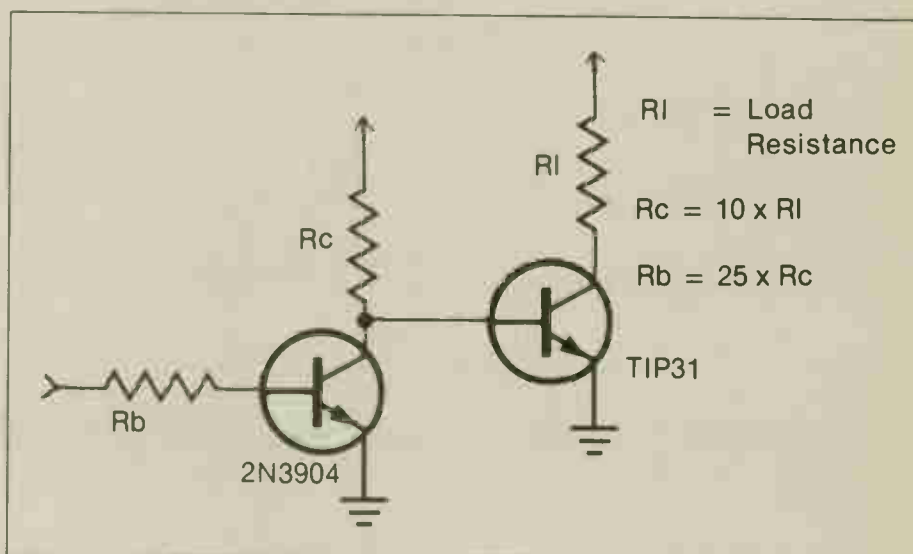 Rl = Load
Resistance
Rl
Rc = 10 x Rl
Rc
Rb = 25 x Rc
TIP31
Rb
2N3904